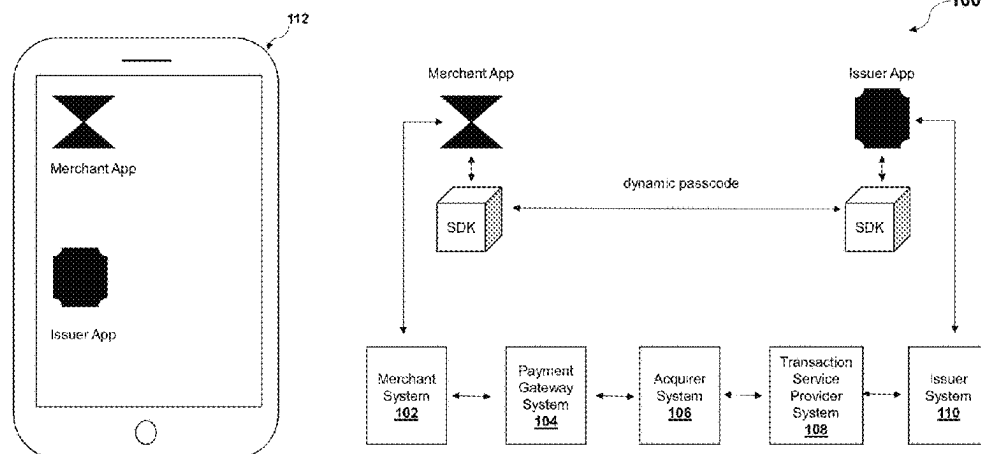 112
100
Merchant App
Issuer App
Merchant App
Issuer App
SDK
dynamic passcode
SDK
Merchant
System
102
Payment
Gateway
System
104
Acquirer
System
106
Transaction
Service
Provider
System
108
Issuer
System
110